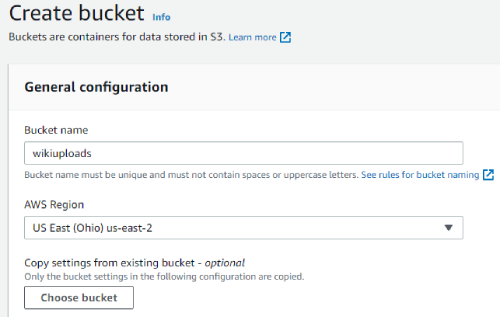 Create bucket Info
Buckets are containers for data stored in S3. Learn more
General configuration
Bucket name
wikiuploads
Bucket name must be unique and must not contain spaces or uppercase letters. See rules for bucket naming
AWS Region
US East (Ohio) us-east-2
Copy settings from existing bucket - optional
Only the bucket settings in the following configuration are copied.
Choose bucket